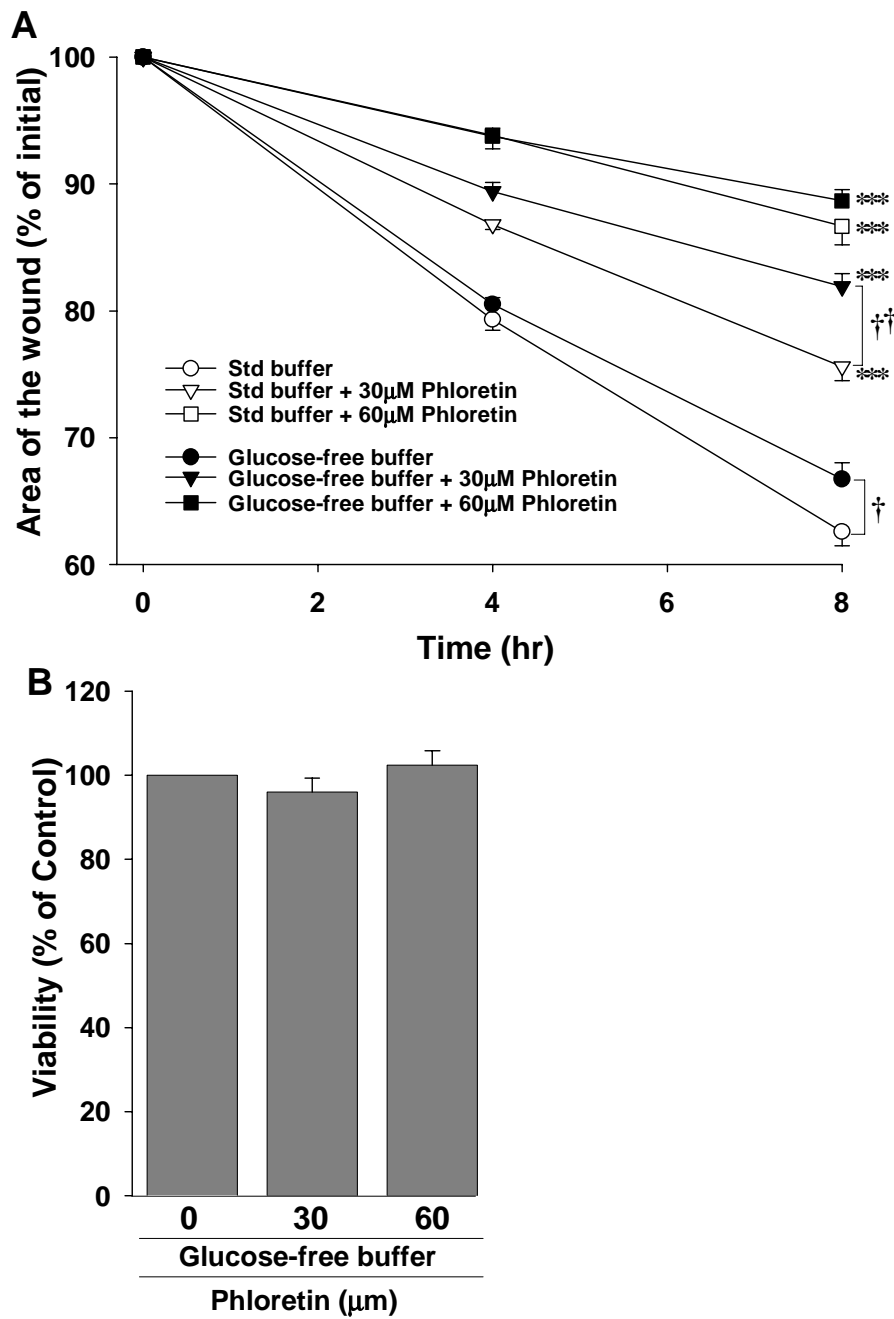 A
Area of the wound (% of initial)
100
90
80
70
60
***
***
***
††
***
†
Std buffer
Std buffer + 30μM Phloretin
Std buffer + 60μM Phloretin
Glucose-free buffer
Glucose-free buffer + 30μM Phloretin
Glucose-free buffer + 60μM Phloretin
0 2 4 6 8
Time (hr)
B
Viability (% of Control)
120
100
80
60
40
20
0
0 30 60
Glucose-free buffer
Phloretin (μm)